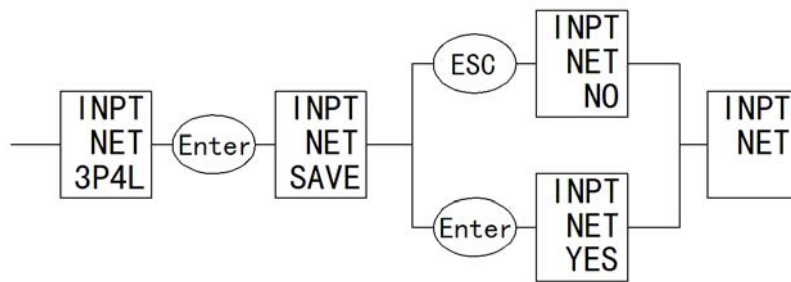 INPT
NET
3P4L
Enter
INPT
NET
SAVE
ESC
INPT
NET
NO
Enter
INPT
NET
YES
INPT
NET